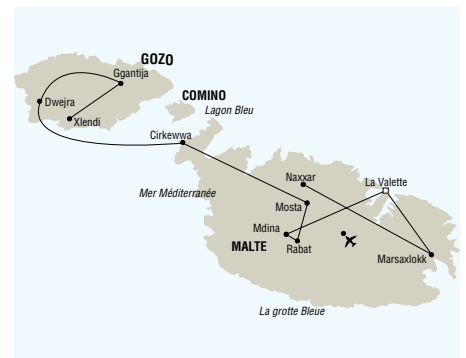 GOZO
Ggantija
COMINO
Dwejra
Lagon Bleu
Xlendi
Cirkewwa
Naxxar
La Valette
Mer Méditerranée
Mosta
Mdina
MALTE
Rabat
Marsaxlokk
La grotte Bleue